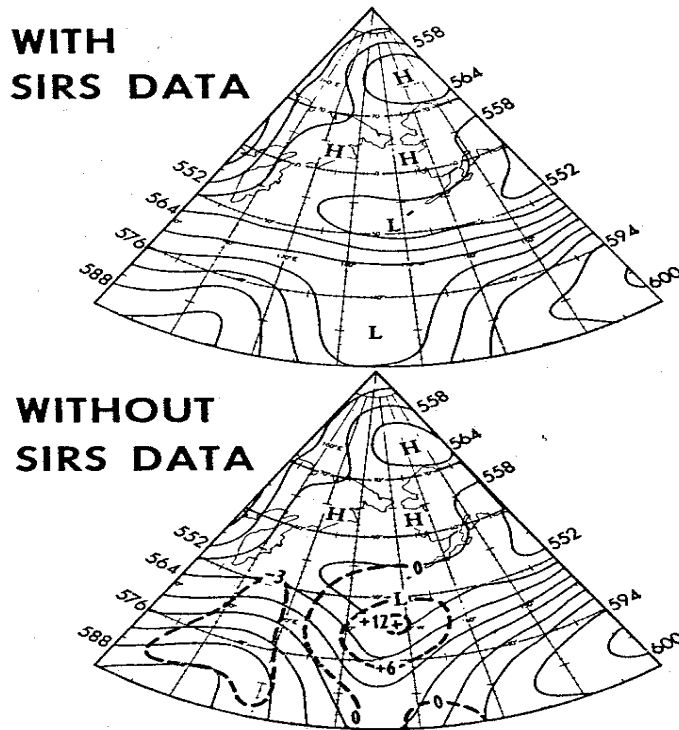 WITH
SIRS DATA
558
H
564
558
H
H
552
552
564
L
576
594
588
600
L
WITHOUT
SIRS DATA
558
H
564
558
H
H
552
552
0
564
-3
L
594
576
+12
588
+6
600
0
0